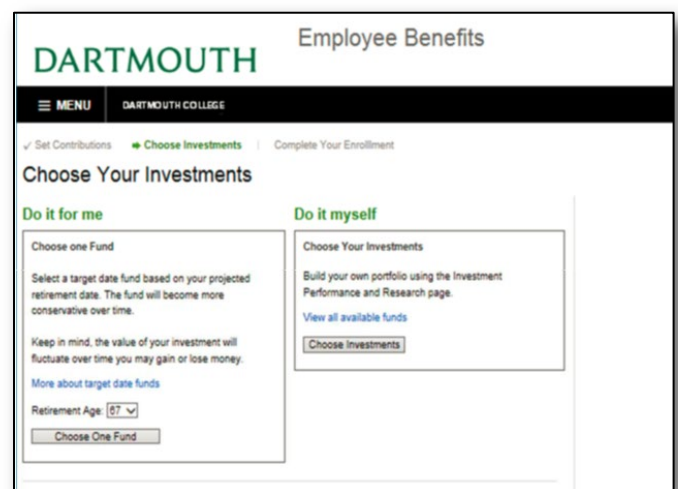 Employee Benefits
DARTMOUTH
☰ MENU DARTMOUTH COLLEGE
✓ Set Contributions ➡ Choose Investments | Complete Your Enrollment
Choose Your Investments
Do it for me
Choose one Fund
Select a target date fund based on your projected
retirement date. The fund will become more
conservative over time.
Keep in mind, the value of your investment will
fluctuate over time you may gain or lose money.
More about target date funds
Retirement Age: 67
Choose One Fund
Do it myself
Choose Your Investments
Build your own portfolio using the Investment
Performance and Research page.
View all available funds
Choose Investments